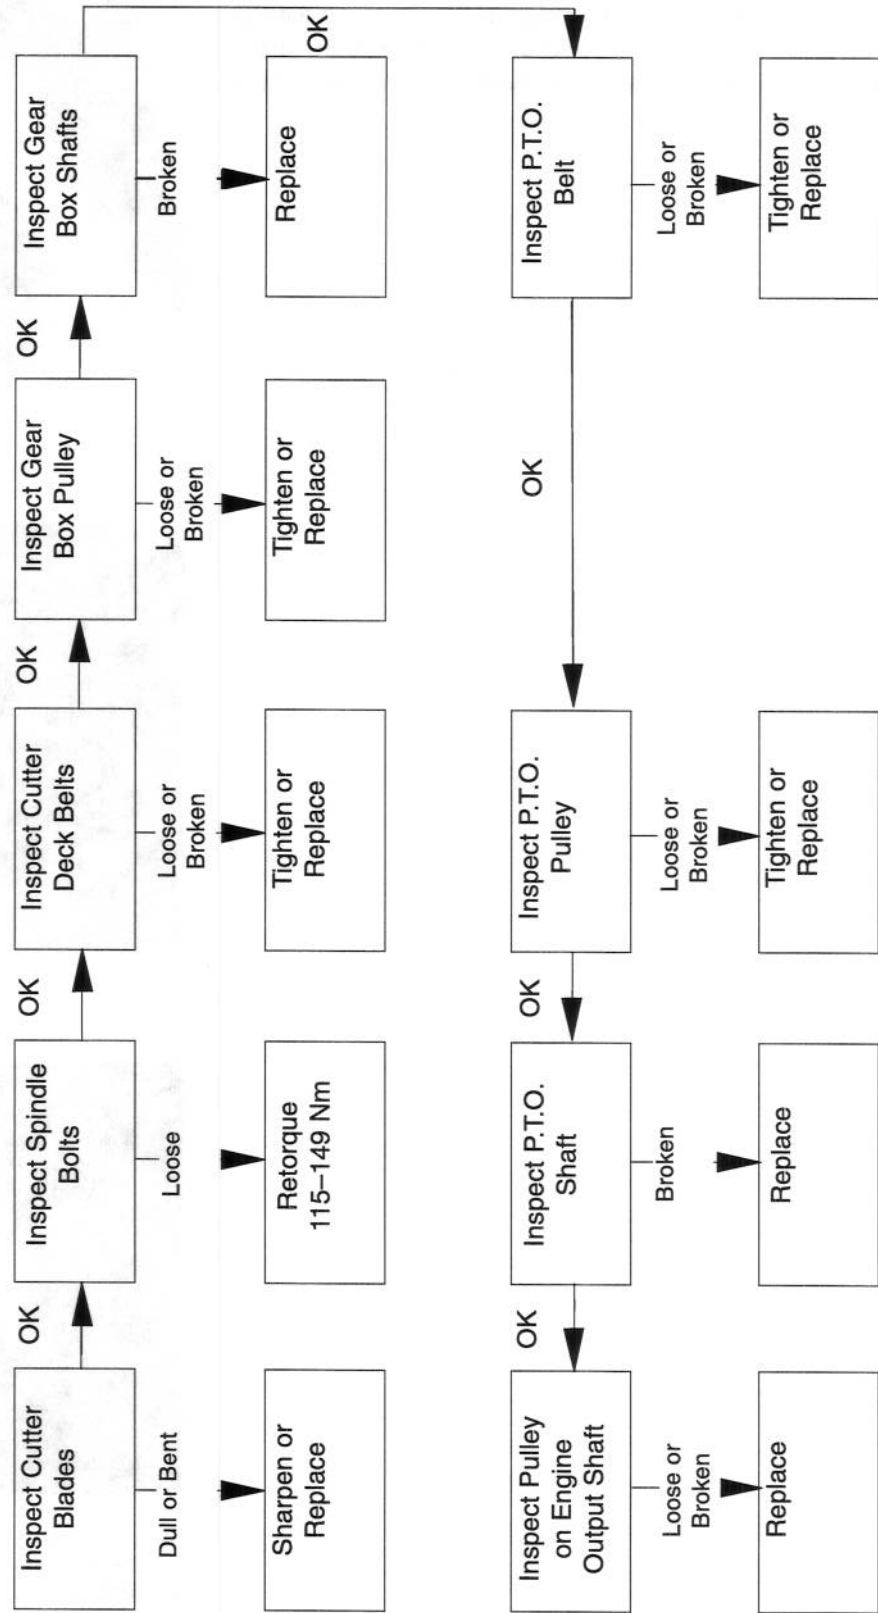 Inspect Cutter
Blades
OK
Inspect Spindle
Bolts
OK
Inspect Cutter
Deck Belts
OK
Inspect Gear
Box Pulley
OK
Inspect Gear
Box Shafts
Dull or Bent
Loose
Loose or
Broken
Loose or
Broken
Broken
Sharpen or
Replace
Retorque
115–149 Nm
Tighten or
Replace
Tighten or
Replace
Replace
OK
Inspect Pulley
on Engine
Output Shaft
OK
Inspect P.T.O.
Shaft
OK
Inspect P.T.O.
Pulley
OK
Inspect P.T.O.
Belt
Loose or
Broken
Broken
Loose or
Broken
Loose or
Broken
Replace
Replace
Tighten or
Replace
Tighten or
Replace